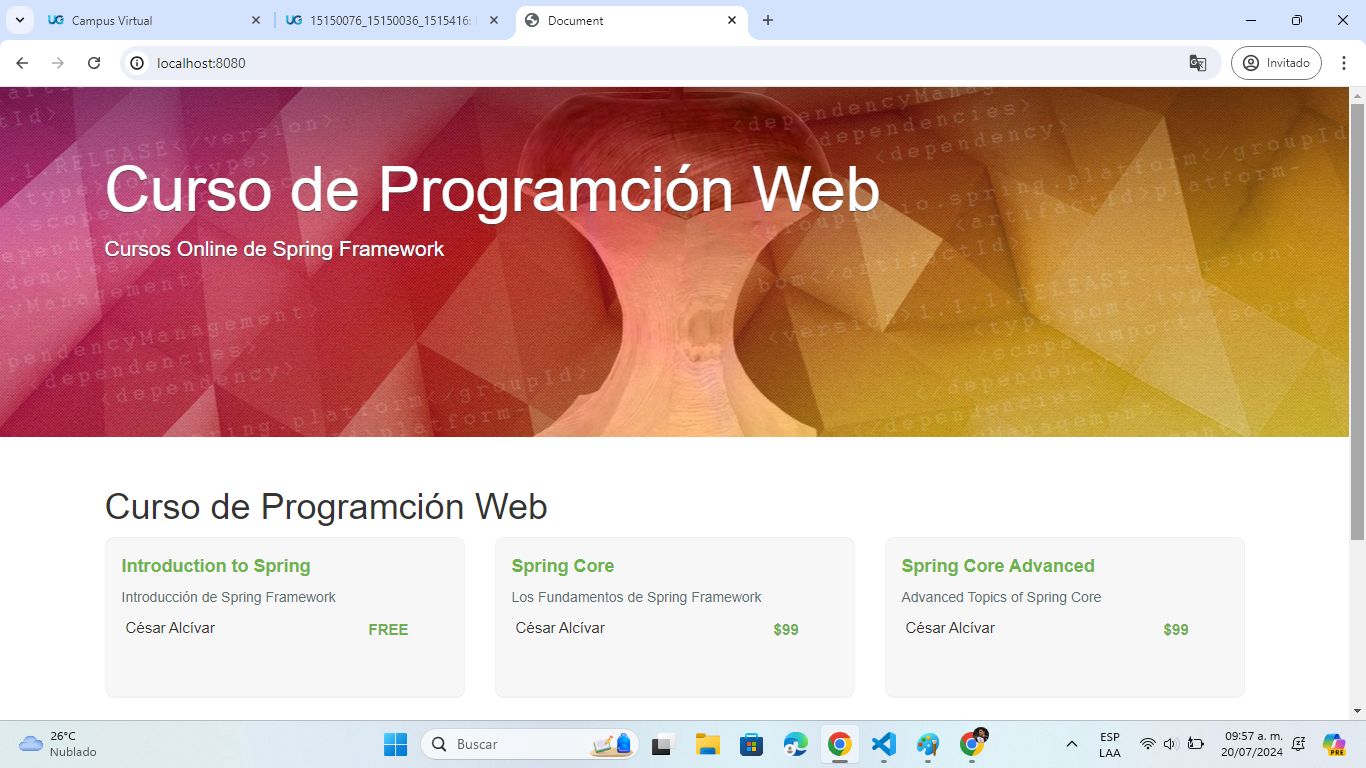 Campus Virtual
15150076_15150036_1515416:
Document
localhost:8080
Invitado
Curso de Programción Web
Cursos Online de Spring Framework
Curso de Programción Web
Introduction to Spring
Introducción de Spring Framework
César Alcívar
FREE
Spring Core
Los Fundamentos de Spring Framework
César Alcívar
$99
Spring Core Advanced
Advanced Topics of Spring Core
César Alcívar
$99
26°C
Nublado
Buscar
ESP
LAA
09:57 a. m.
20/07/2024
PRE